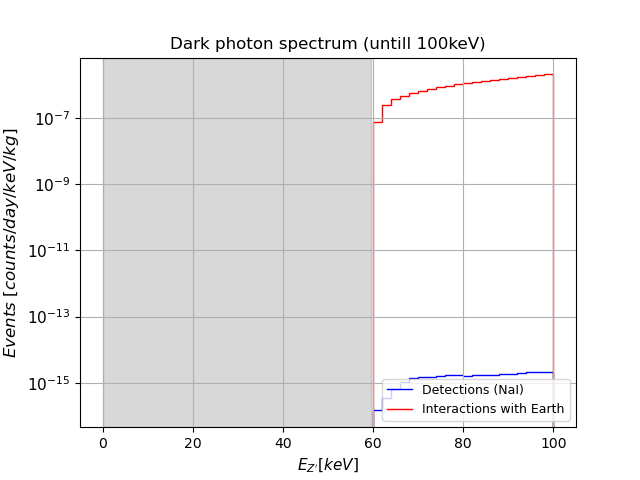 Dark photon spectrum (untill 100keV)
Events [counts/day/keV/kg]
10⁻⁷
10⁻⁹
10⁻¹¹
10⁻¹³
10⁻¹⁵
Detections (NaI)
Interactions with Earth
0 20 40 60 80 100
E_Z'[keV]